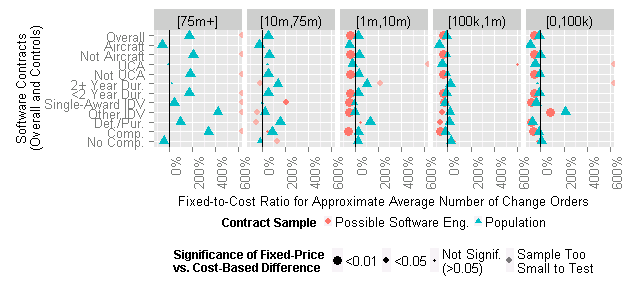 [75m+] [10m,75m) [1m,10m) [100k,1m) [0,100k)
Software Contracts
(Overall and Controls)
Overall
Aircraft
Not Aircraft
UCA
Not UCA
2+ Year Dur.
<2 Year Dur.
Single-Award IDV
Other IDV
Def/Pur.
Comp.
No Comp.
0% 200% 400% 600% 0% 200% 400% 600% 0% 200% 400% 600% 0% 200% 400% 600% 0% 200% 400% 600%
Fixed-to-Cost Ratio for Approximate Average Number of Change Orders
Contract Sample Possible Software Eng. Population
Significance of Fixed-Price
vs. Cost-Based Difference
<0.01 <0.05 Not Signif.
(>0.05)
Sample Too
Small to Test